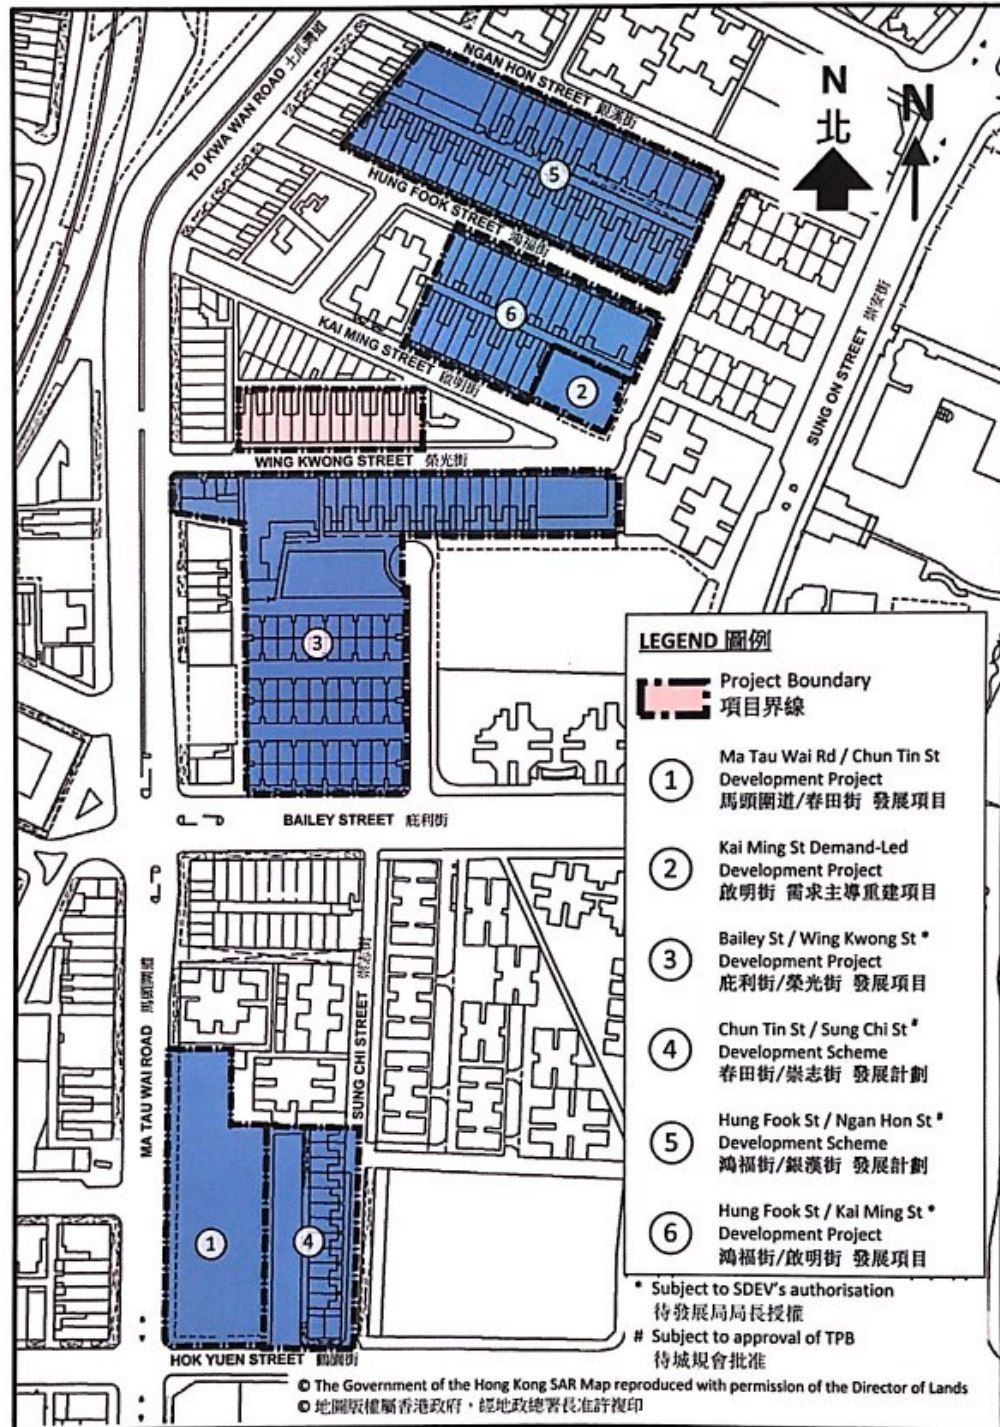 NGAN HON STREET 銀漢街
TO KWA WAN ROAD 土瓜灣道
N
北
N
5
HUNG FOOK STREET 鴻福街
6
KAI MING STREET 啟明街
2
SUNG ON STREET 崇安街
WING KWONG STREET 榮光街
3
BAILEY STREET 庇利街
MA TAU WAI ROAD 馬頭圍道
SUNG CHI STREET 崇志街
1
4
HOK YUEN STREET 鶴園街
LEGEND 圖例
Project Boundary
項目界線
1
Ma Tau Wai Rd / Chun Tin St
Development Project
馬頭圍道/春田街 發展項目
2
Kai Ming St Demand-Led
Development Project
啟明街 需求主導重建項目
3
Bailey St / Wing Kwong St *
Development Project
庇利街/榮光街 發展項目
4
Chun Tin St / Sung Chi St #
Development Scheme
春田街/崇志街 發展計劃
5
Hung Fook St / Ngan Hon St #
Development Scheme
鴻福街/銀漢街 發展計劃
6
Hung Fook St / Kai Ming St *
Development Project
鴻福街/啟明街 發展項目
* Subject to SDEV's authorisation
待發展局局長授權
# Subject to approval of TPB
待城規會批准
© The Government of the Hong Kong SAR Map reproduced with permission of the Director of Lands
© 地圖版權屬香港政府，經地政總署長准許複印